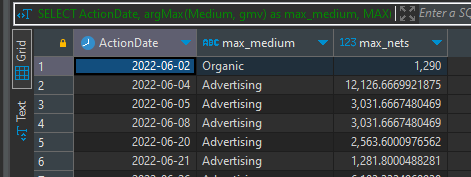 SELECT ActionDate, argMax(Medium, gmv) as max_medium, MAX(
Enter a SC
Grid
Text
ActionDate ABC max_medium 123 max_nets
1 2022-06-02 Organic 1,290
2 2022-06-04 Advertising 12,126.6669921875
3 2022-06-05 Advertising 3,031.6667480469
4 2022-06-08 Advertising 3,031.6667480469
5 2022-06-20 Advertising 2,563.6000976562
6 2022-06-21 Advertising 1,281.8000488281